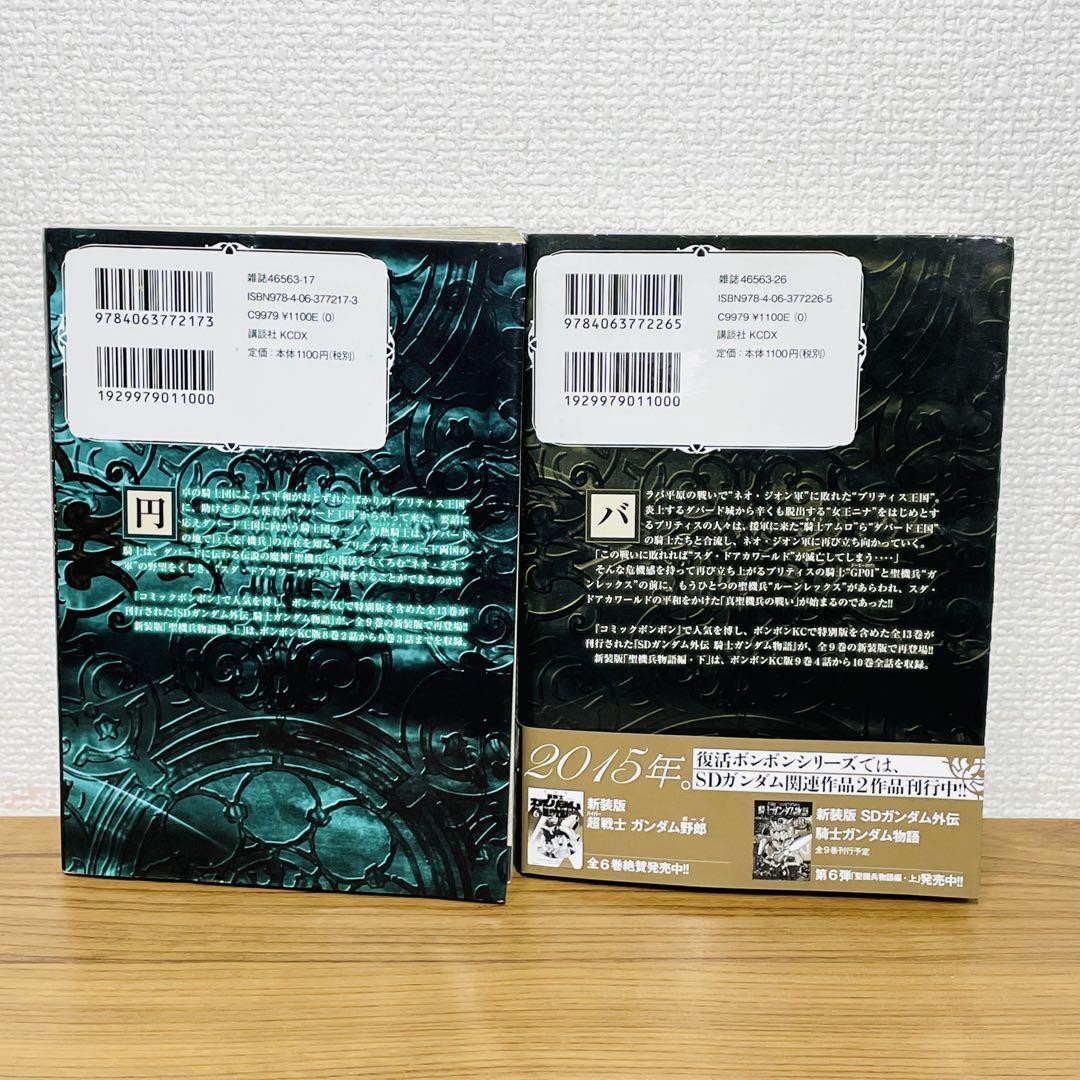 雑誌46563-17
ISBN978-4-06-377217-3
C9979 ¥1100E (0)
講談社 KCDX
定価：本体1100円(税別)
9784063772173
1929979011000
円
卓の騎士団によって平和がおとずれたばかりの"ブリティス王国"
に、助けを求める使者が"ダバード王国"からやって来た。要請に
応えダバード王国に向かう騎士団の一人"灼熱騎士"は、ダバード
の地で巨大な「機兵」の存在を知る。ブリティスとダバード両国の
騎士は、ダバードに伝わる伝説の魔神「聖機兵」の復活をもくろむ"ネオ・ジオン
軍"の野望をくじき、"スダ・ドアカワールド"の平和を守ることができるのか!?
『コミックボンボン』で人気を博し、ボンボンKCで特別版を含めた全13巻が
刊行された『SDガンダム外伝 騎士ガンダム物語』が、全9巻の新装版で再登場!!
新装版「聖機兵物語編・上」は、ボンボンKC版8巻2話から9巻3話までを収録。
雑誌46563-26
ISBN978-4-06-377226-5
C9979 ¥1100E (0)
講談社 KCDX
定価：本体1100円(税別)
9784063772265
1929979011000
バ
ラブ平原の戦いで"ネオ・ジオン軍"に敗れた"ブリティス王国"。
炎上するダバード城から辛くも脱出する"女王ニナ"をはじめと
するブリティスの人々は、援軍に来た"騎士アムロ"ら"ダバード王国"
の騎士たちと合流し、ネオ・ジオン軍に再び立ち向かっていく。
「この戦いに敗れれば"スダ・ドアカワールド"が滅亡してしまう‥‥」
そんな危機感を持って再び立ち上がるブリティスの騎士"GP01"と聖機兵"ガ
ンレックス"の前に、もうひとつの聖機兵"ルーンレックス"があらわれ、スダ・
ドアカワールドの平和をかけた「真聖機兵の戦い」が始まるのであった!!
『コミックボンボン』で人気を博し、ボンボンKCで特別版を含めた全13巻が
刊行された『SDガンダム外伝 騎士ガンダム物語』が、全9巻の新装版で再登場!!
新装版「聖機兵物語編・下」は、ボンボンKC版9巻4話から10巻全話を収録。
2015年。
復活ボンボンシリーズでは、
SDガンダム関連作品2作品刊行中!!
新装版
超戦士 ガンダム野郎
全6巻絶賛発売中!!
新装版 SDガンダム外伝
騎士ガンダム物語
全9巻刊行予定
第6弾「聖機兵物語編・上」発売中!!